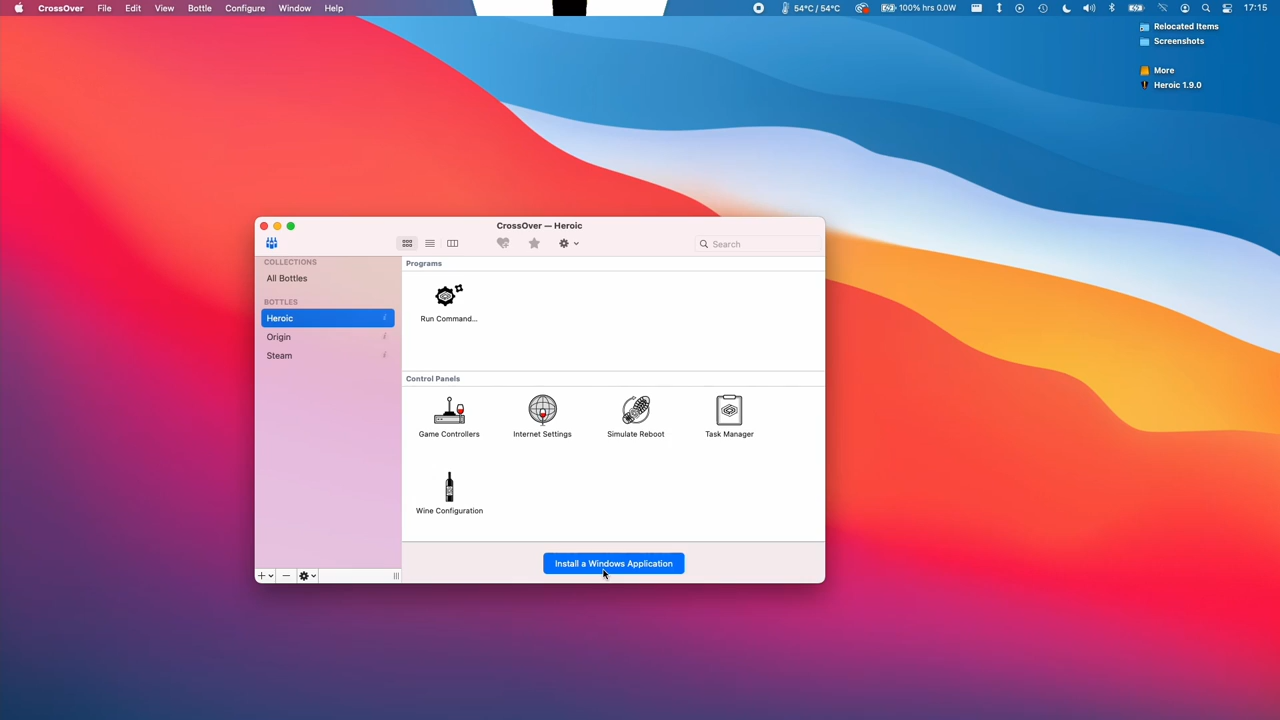 CrossOver File Edit View Bottle Configure Window Help 54°C / 54°C 100% hrs 0.0W 17:15
Relocated Items
Screenshots
More
Heroic 1.9.0
CrossOver — Heroic
Search
COLLECTIONS
All Bottles
BOTTLES
Heroic
Origin
Steam
Programs
Run Command...
Control Panels
Game Controllers Internet Settings Simulate Reboot Task Manager
Wine Configuration
Install a Windows Application